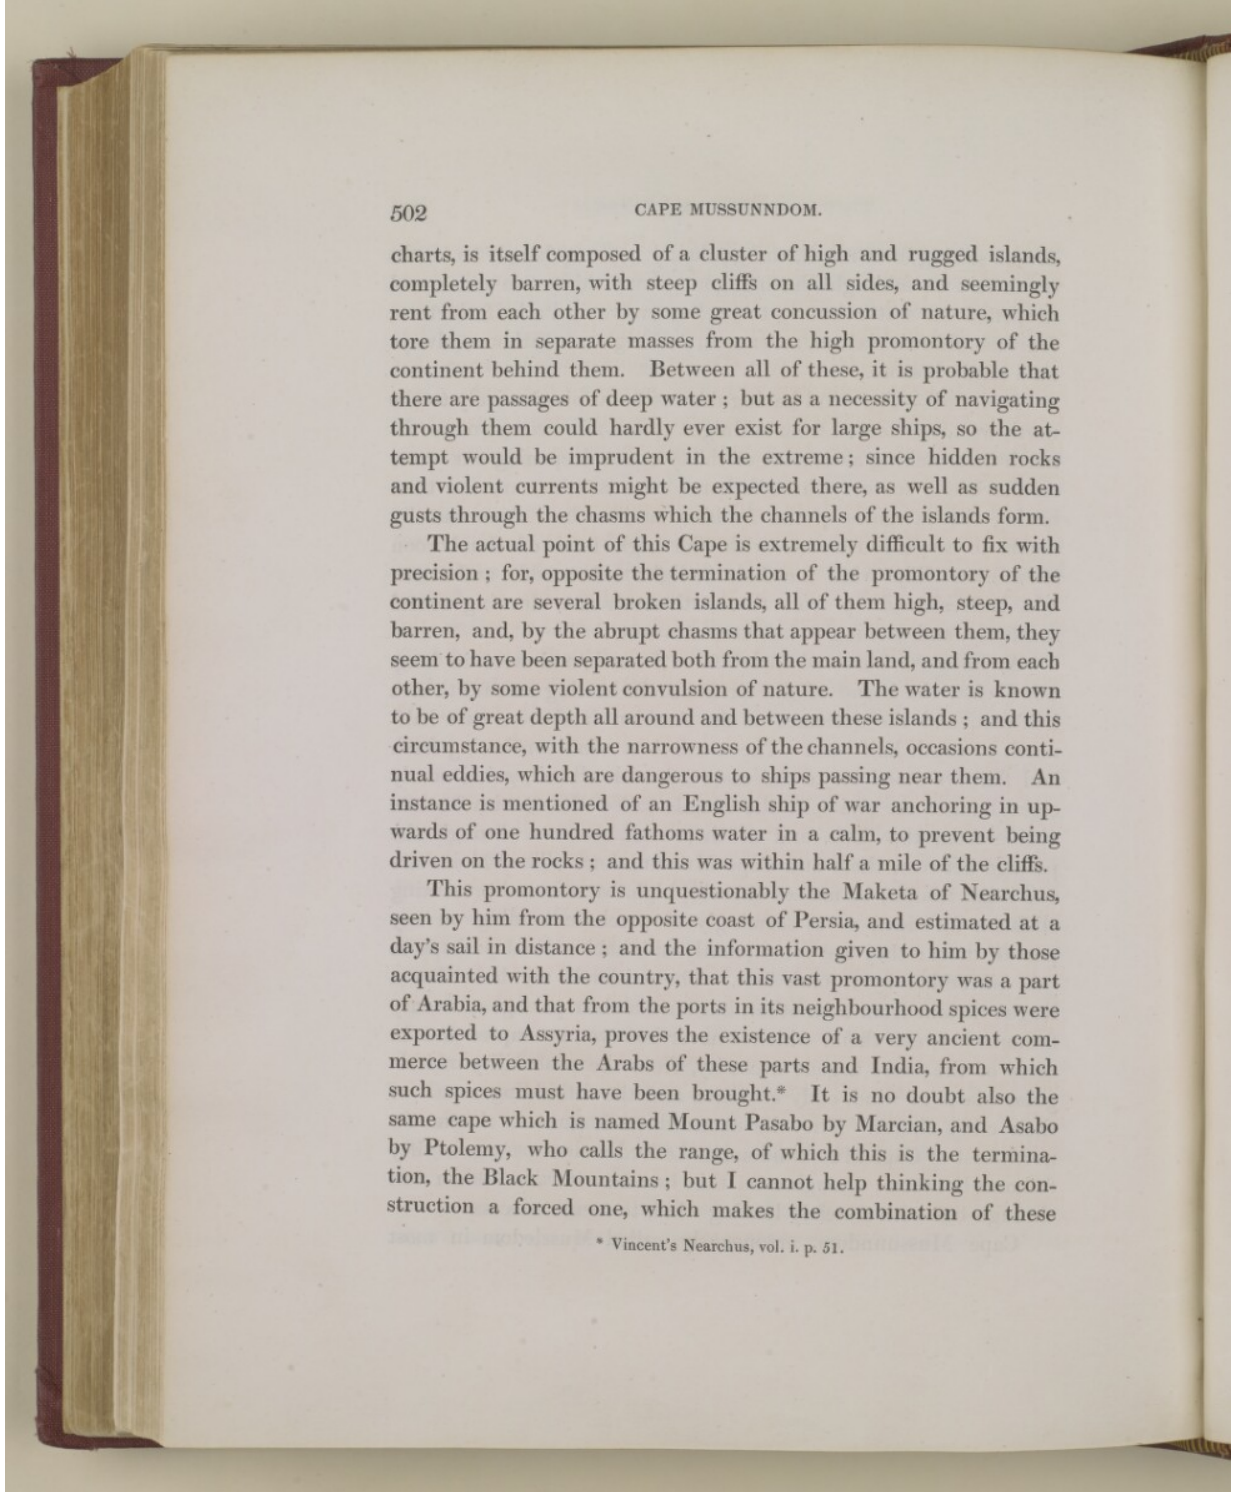 502 CAPE MUSSUNNDOM.
charts, is itself composed of a cluster of high and rugged islands,
completely barren, with steep cliffs on all sides, and seemingly
rent from each other by some great concussion of nature, which
tore them in separate masses from the high promontory of the
continent behind them. Between all of these, it is probable that
there are passages of deep water ; but as a necessity of navigating
through them could hardly ever exist for large ships, so the at-
tempt would be imprudent in the extreme ; since hidden rocks
and violent currents might be expected there, as well as sudden
gusts through the chasms which the channels of the islands form.
The actual point of this Cape is extremely difficult to fix with
precision ; for, opposite the termination of the promontory of the
continent are several broken islands, all of them high, steep, and
barren, and, by the abrupt chasms that appear between them, they
seem to have been separated both from the main land, and from each
other, by some violent convulsion of nature. The water is known
to be of great depth all around and between these islands ; and this
circumstance, with the narrowness of the channels, occasions conti-
nual eddies, which are dangerous to ships passing near them. An
instance is mentioned of an English ship of war anchoring in up-
wards of one hundred fathoms water in a calm, to prevent being
driven on the rocks ; and this was within half a mile of the cliffs.
This promontory is unquestionably the Maketa of Nearchus,
seen by him from the opposite coast of Persia, and estimated at a
day's sail in distance ; and the information given to him by those
acquainted with the country, that this vast promontory was a part
of Arabia, and that from the ports in its neighbourhood spices were
exported to Assyria, proves the existence of a very ancient com-
merce between the Arabs of these parts and India, from which
such spices must have been brought.* It is no doubt also the
same cape which is named Mount Pasabo by Marcian, and Asabo
by Ptolemy, who calls the range, of which this is the termina-
tion, the Black Mountains ; but I cannot help thinking the con-
struction a forced one, which makes the combination of these
* Vincent's Nearchus, vol. i. p. 51.